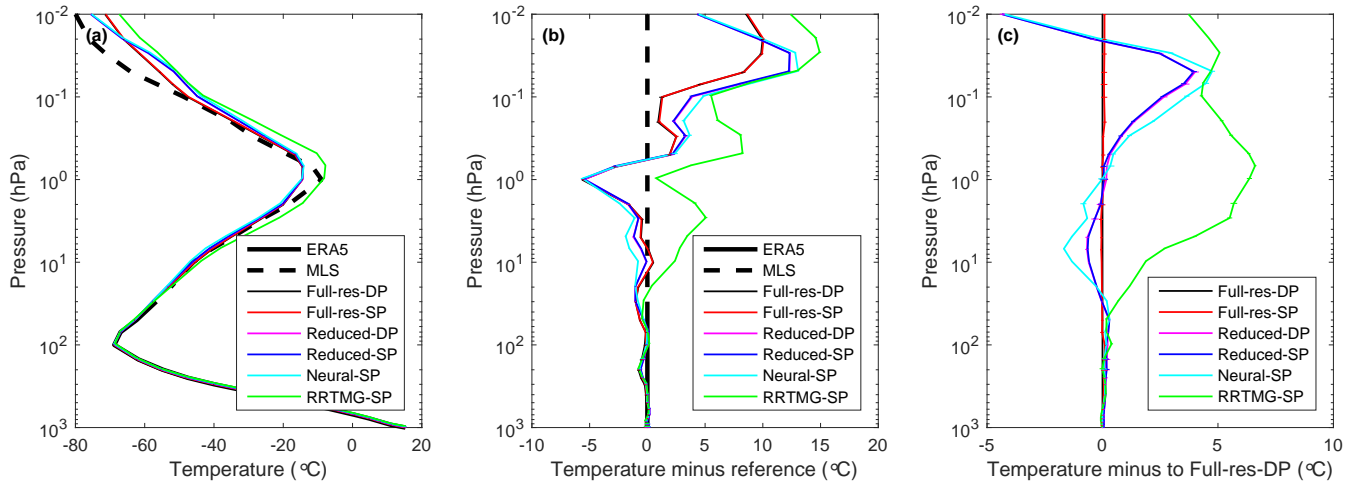 (a)
10^-2
10^-1
10^0
10^1
10^2
10^3
Pressure (hPa)
-80
-60
-40
-20
0
20
Temperature (°C)
ERA5
MLS
Full-res-DP
Full-res-SP
Reduced-DP
Reduced-SP
Neural-SP
RRTMG-SP
(b)
10^-2
10^-1
10^0
10^1
10^2
10^3
Pressure (hPa)
-10
-5
0
5
10
15
20
Temperature minus reference (°C)
ERA5
MLS
Full-res-DP
Full-res-SP
Reduced-DP
Reduced-SP
Neural-SP
RRTMG-SP
(c)
10^-2
10^-1
10^0
10^1
10^2
10^3
Pressure (hPa)
-5
0
5
10
Temperature minus to Full-res-DP (°C)
Full-res-DP
Full-res-SP
Reduced-DP
Reduced-SP
Neural-SP
RRTMG-SP